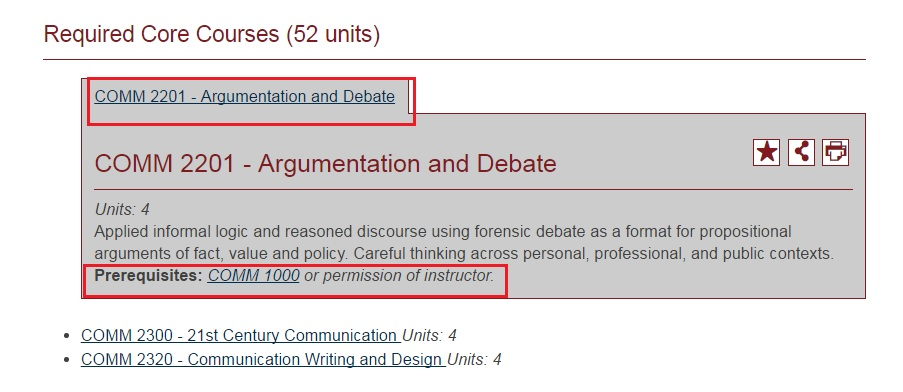 Required Core Courses (52 units)
COMM 2201 - Argumentation and Debate
COMM 2201 - Argumentation and Debate
Units: 4
Applied informal logic and reasoned discourse using forensic debate as a format for propositional
arguments of fact, value and policy. Careful thinking across personal, professional, and public contexts.
Prerequisites: COMM 1000 or permission of instructor.
COMM 2300 - 21st Century Communication Units: 4
COMM 2320 - Communication Writing and Design Units: 4